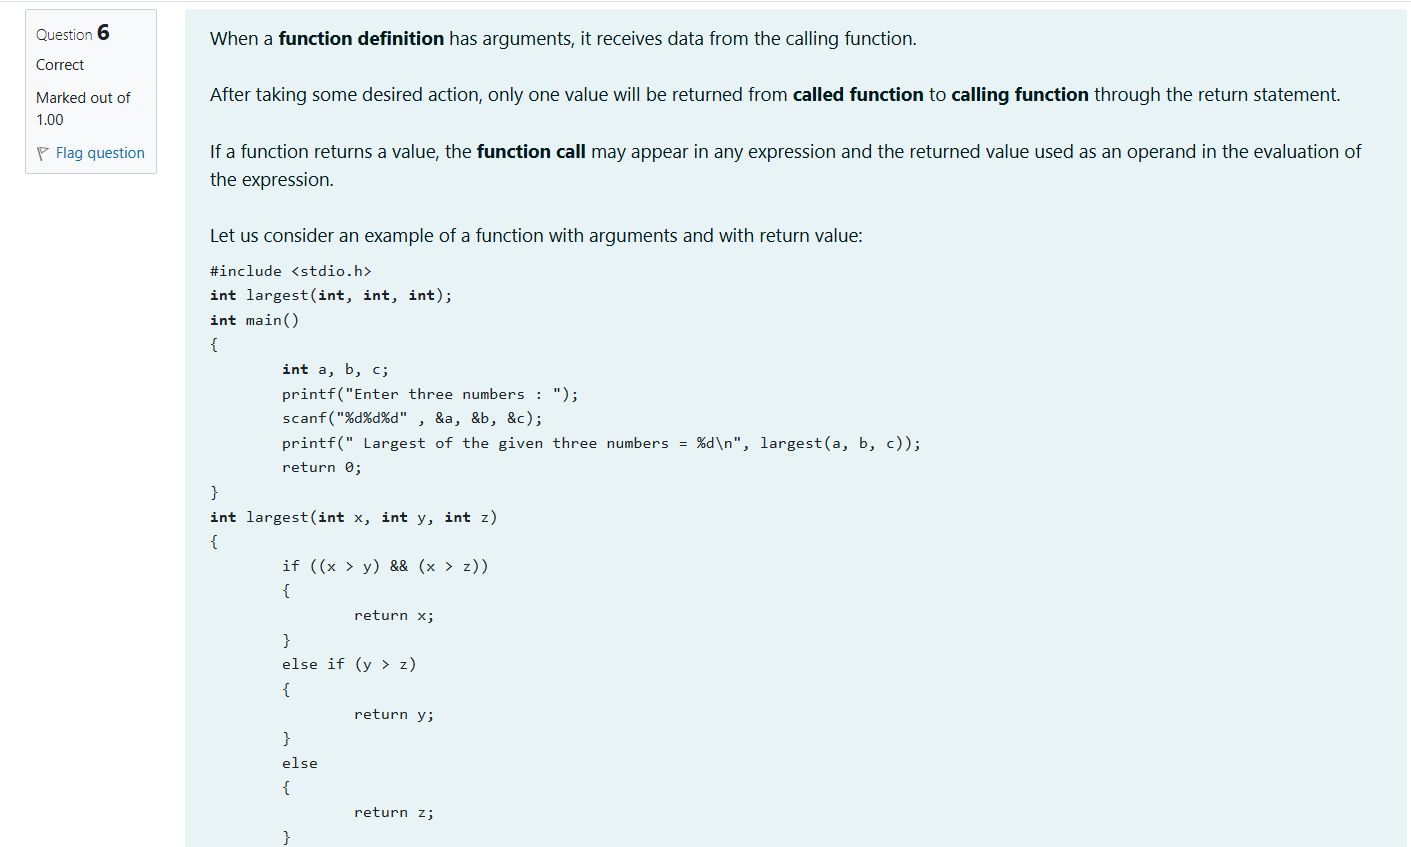 Question 6
Correct
Marked out of
1.00
Flag question
When a function definition has arguments, it receives data from the calling function.
After taking some desired action, only one value will be returned from called function to calling function through the return statement.
If a function returns a value, the function call may appear in any expression and the returned value used as an operand in the evaluation of
the expression.
Let us consider an example of a function with arguments and with return value:
#include <stdio.h>
int largest(int, int, int);
int main()
{
        int a, b, c;
        printf("Enter three numbers : ");
        scanf("%d%d%d" , &a, &b, &c);
        printf(" Largest of the given three numbers = %d\n", largest(a, b, c));
        return 0;
}
int largest(int x, int y, int z)
{
        if ((x > y) && (x > z))
        {
                return x;
        }
        else if (y > z)
        {
                return y;
        }
        else
        {
                return z;
        }